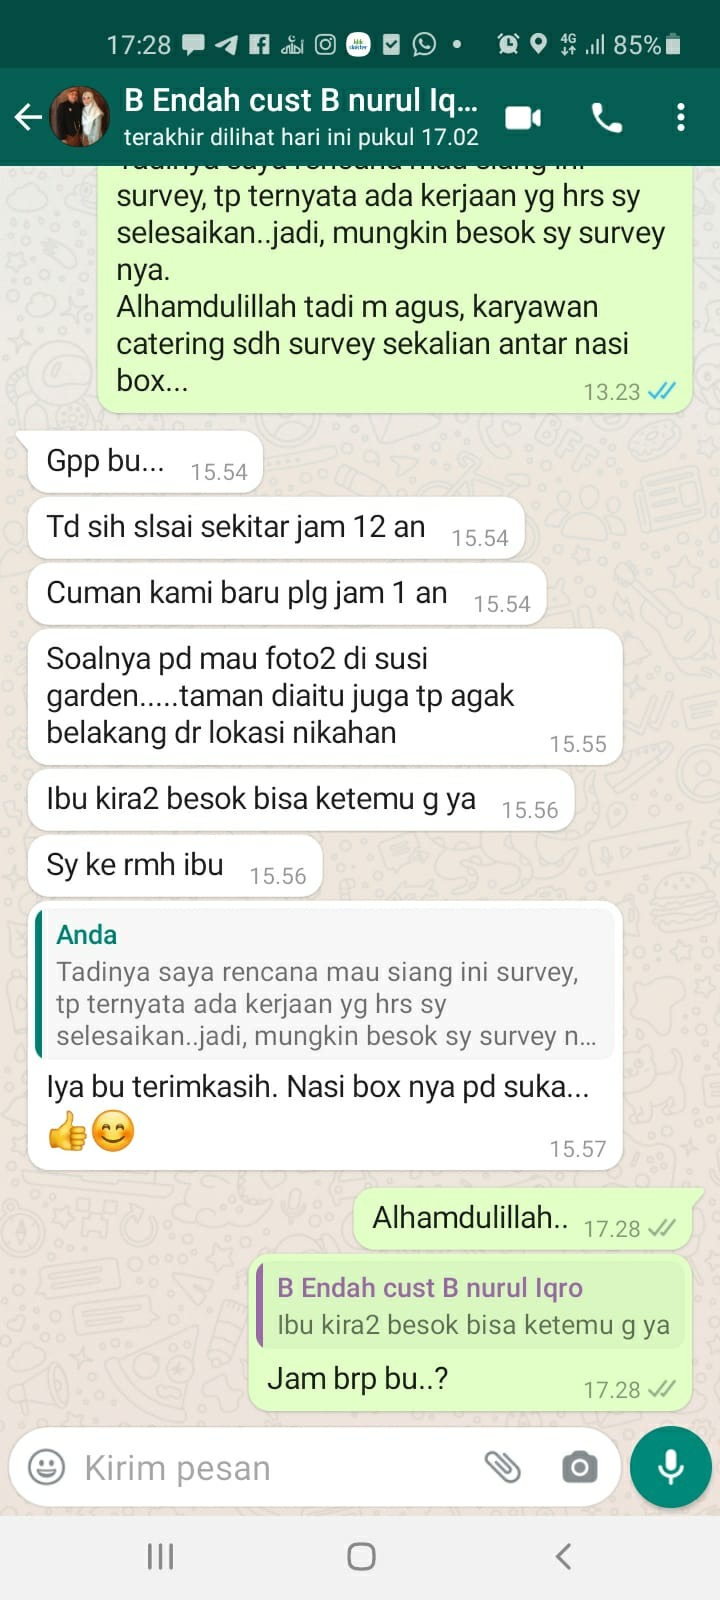 17:28
4G
85%
B Endah cust B nurul Iq...
terakhir dilihat hari ini pukul 17.02
Tadinya saya rencana mau siang ini
survey, tp ternyata ada kerjaan yg hrs sy
selesaikan..jadi, mungkin besok sy survey
nya.
Alhamdulillah tadi m agus, karyawan
catering sdh survey sekalian antar nasi
box...
13.23
Gpp bu...
15.54
Td sih slsai sekitar jam 12 an
15.54
Cuman kami baru plg jam 1 an
15.54
Soalnya pd mau foto2 di susi
garden.....taman diaitu juga tp agak
belakang dr lokasi nikahan
15.55
Ibu kira2 besok bisa ketemu g ya
15.56
Sy ke rmh ibu
15.56
Anda
Tadinya saya rencana mau siang ini survey,
tp ternyata ada kerjaan yg hrs sy
selesaikan..jadi, mungkin besok sy survey n...
Iya bu terimkasih. Nasi box nya pd suka...
15.57
Alhamdulillah..
17.28
B Endah cust B nurul Iqro
Ibu kira2 besok bisa ketemu g ya
Jam brp bu..?
17.28
Kirim pesan